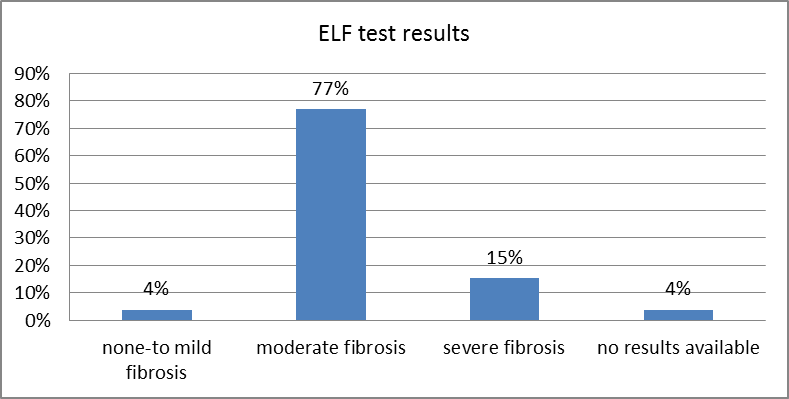 ELF test results
90%
80%
70%
60%
50%
40%
30%
20%
10%
0%
4%
77%
15%
4%
none-to mild
fibrosis
moderate fibrosis
severe fibrosis
no results available